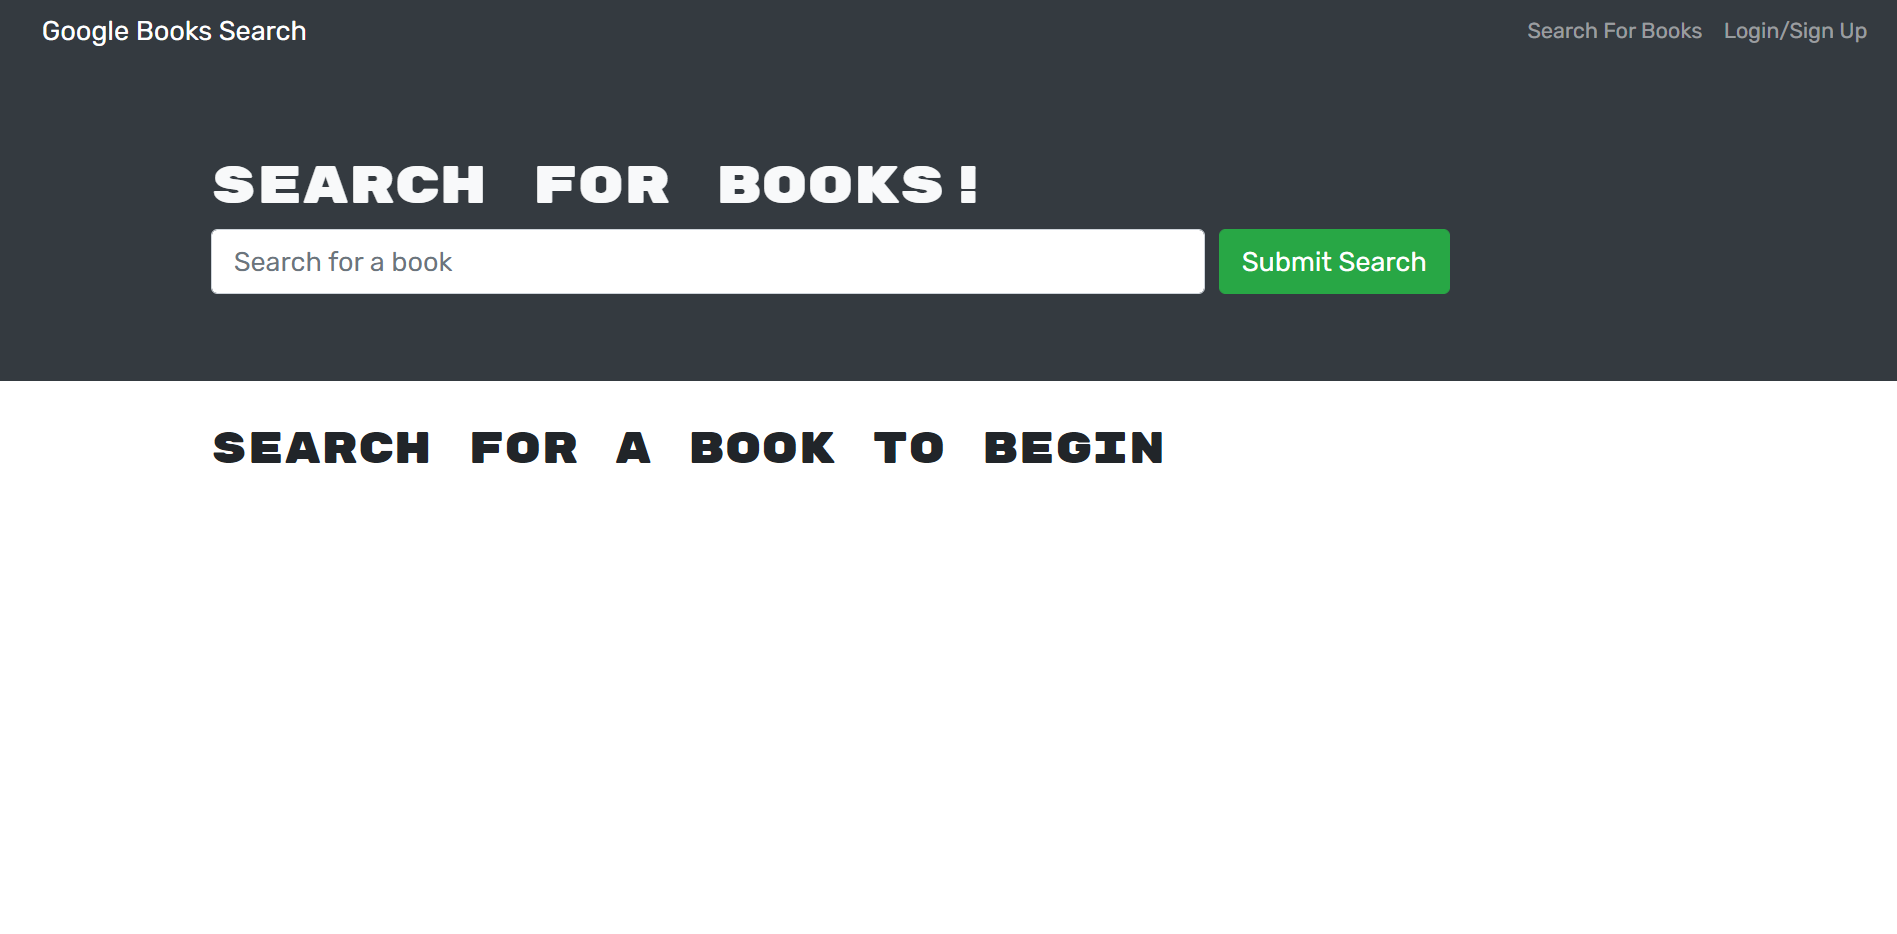 Google Books Search
Search For Books
Login/Sign Up
SEARCH FOR BOOKS!
Search for a book
Submit Search
SEARCH FOR A BOOK TO BEGIN